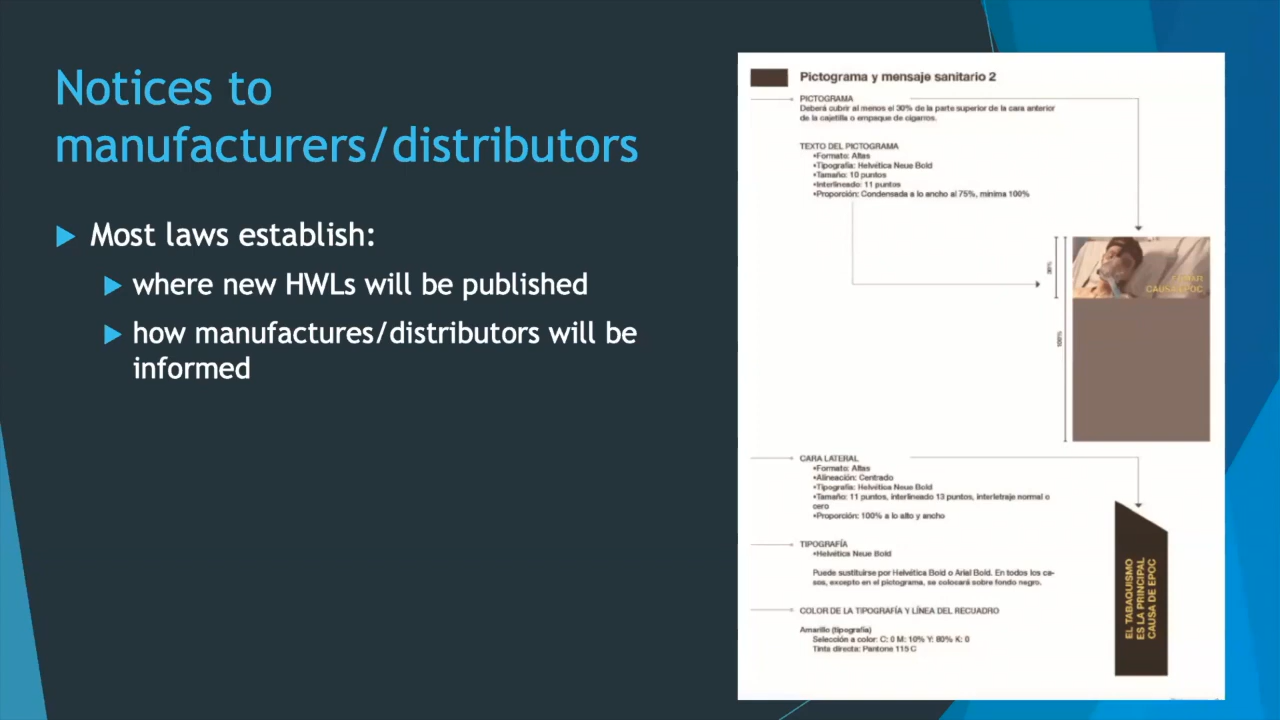 Notices to
manufacturers/distributors
Most laws establish:
where new HWLs will be published
how manufactures/distributors will be
informed
Pictograma y mensaje sanitario 2
PICTOGRAMA
Deberá cubrir al menos el 30% de la parte superior de la cara anterior
de la cajetilla o empaque de cigarros.
TEXTO DEL PICTOGRAMA
•Formato: Altas
•Tipografía: Helvética Neue Bold
•Tamaño: 10 puntos
•Interlineado: 11 puntos
•Proporción: Condensada a lo ancho al 75%, mínima 100%
30%
CAUSA EPOC
100%
CARA LATERAL
•Formato: Altas
•Alineación: Centrado
•Tipografía: Helvética Neue Bold
•Tamaño: 11 puntos, interlineado 13 puntos, interletraje normal o
cero
•Proporción: 100% a lo alto y ancho
TIPOGRAFÍA
•Helvética Neue Bold
Puede sustituirse por Helvética Bold o Arial Bold. En todos los ca-
sos, excepto en el pictograma, se colocará sobre fondo negro.
COLOR DE LA TIPOGRAFÍA Y LÍNEA DEL RECUADRO
Amarillo (tipografía)
Selección a color: C: 0 M: 10% Y: 80% K: 0
Tinta directa: Pantone 115 C
EL TABAQUISMO
ES LA PRINCIPAL
CAUSA DE EPOC